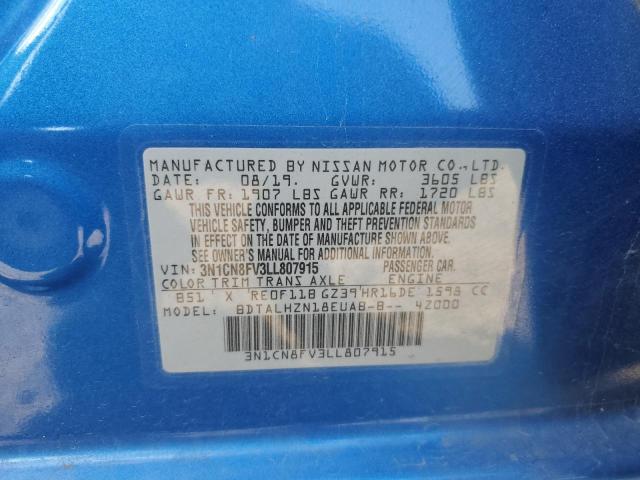 MANUFACTURED BY NISSAN MOTOR CO.,LTD.
DATE: 08/19. GVWR: 3605 LBS
GAWR FR: 1907 LBS GAWR RR: 1720 LBS
THIS VEHICLE CONFORMS TO ALL APPLICABLE FEDERAL MOTOR
VEHICLE SAFETY, BUMPER AND THEFT PREVENTION STANDARDS
IN EFFECT ON THE DATE OF MANUFACTURE SHOWN ABOVE.
SEE OWNER'S MANUAL FOR ADDITIONAL INFORMATION.
VIN: 3N1CN8FV3LL807915 PASSENGER CAR.
COLOR TRIM TRANS AXLE ENGINE
B51 X RE0F11B GZ39 HR16DE 1598 CC
MODEL: BDTALHZN18EUAB-B-- 42000
3N1CN8FV3LL807915